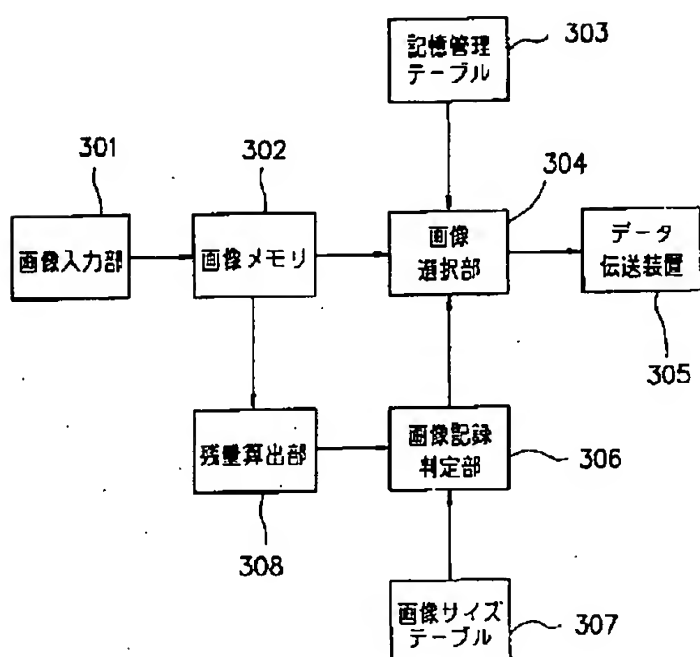 303
記憶管理
テーブル
301
302
304
画像入力部
画像メモリ
画像
選択部
データ
伝送装置
305
残量算出部
画像記録
判定部
306
308
画像サイズ
テーブル
307